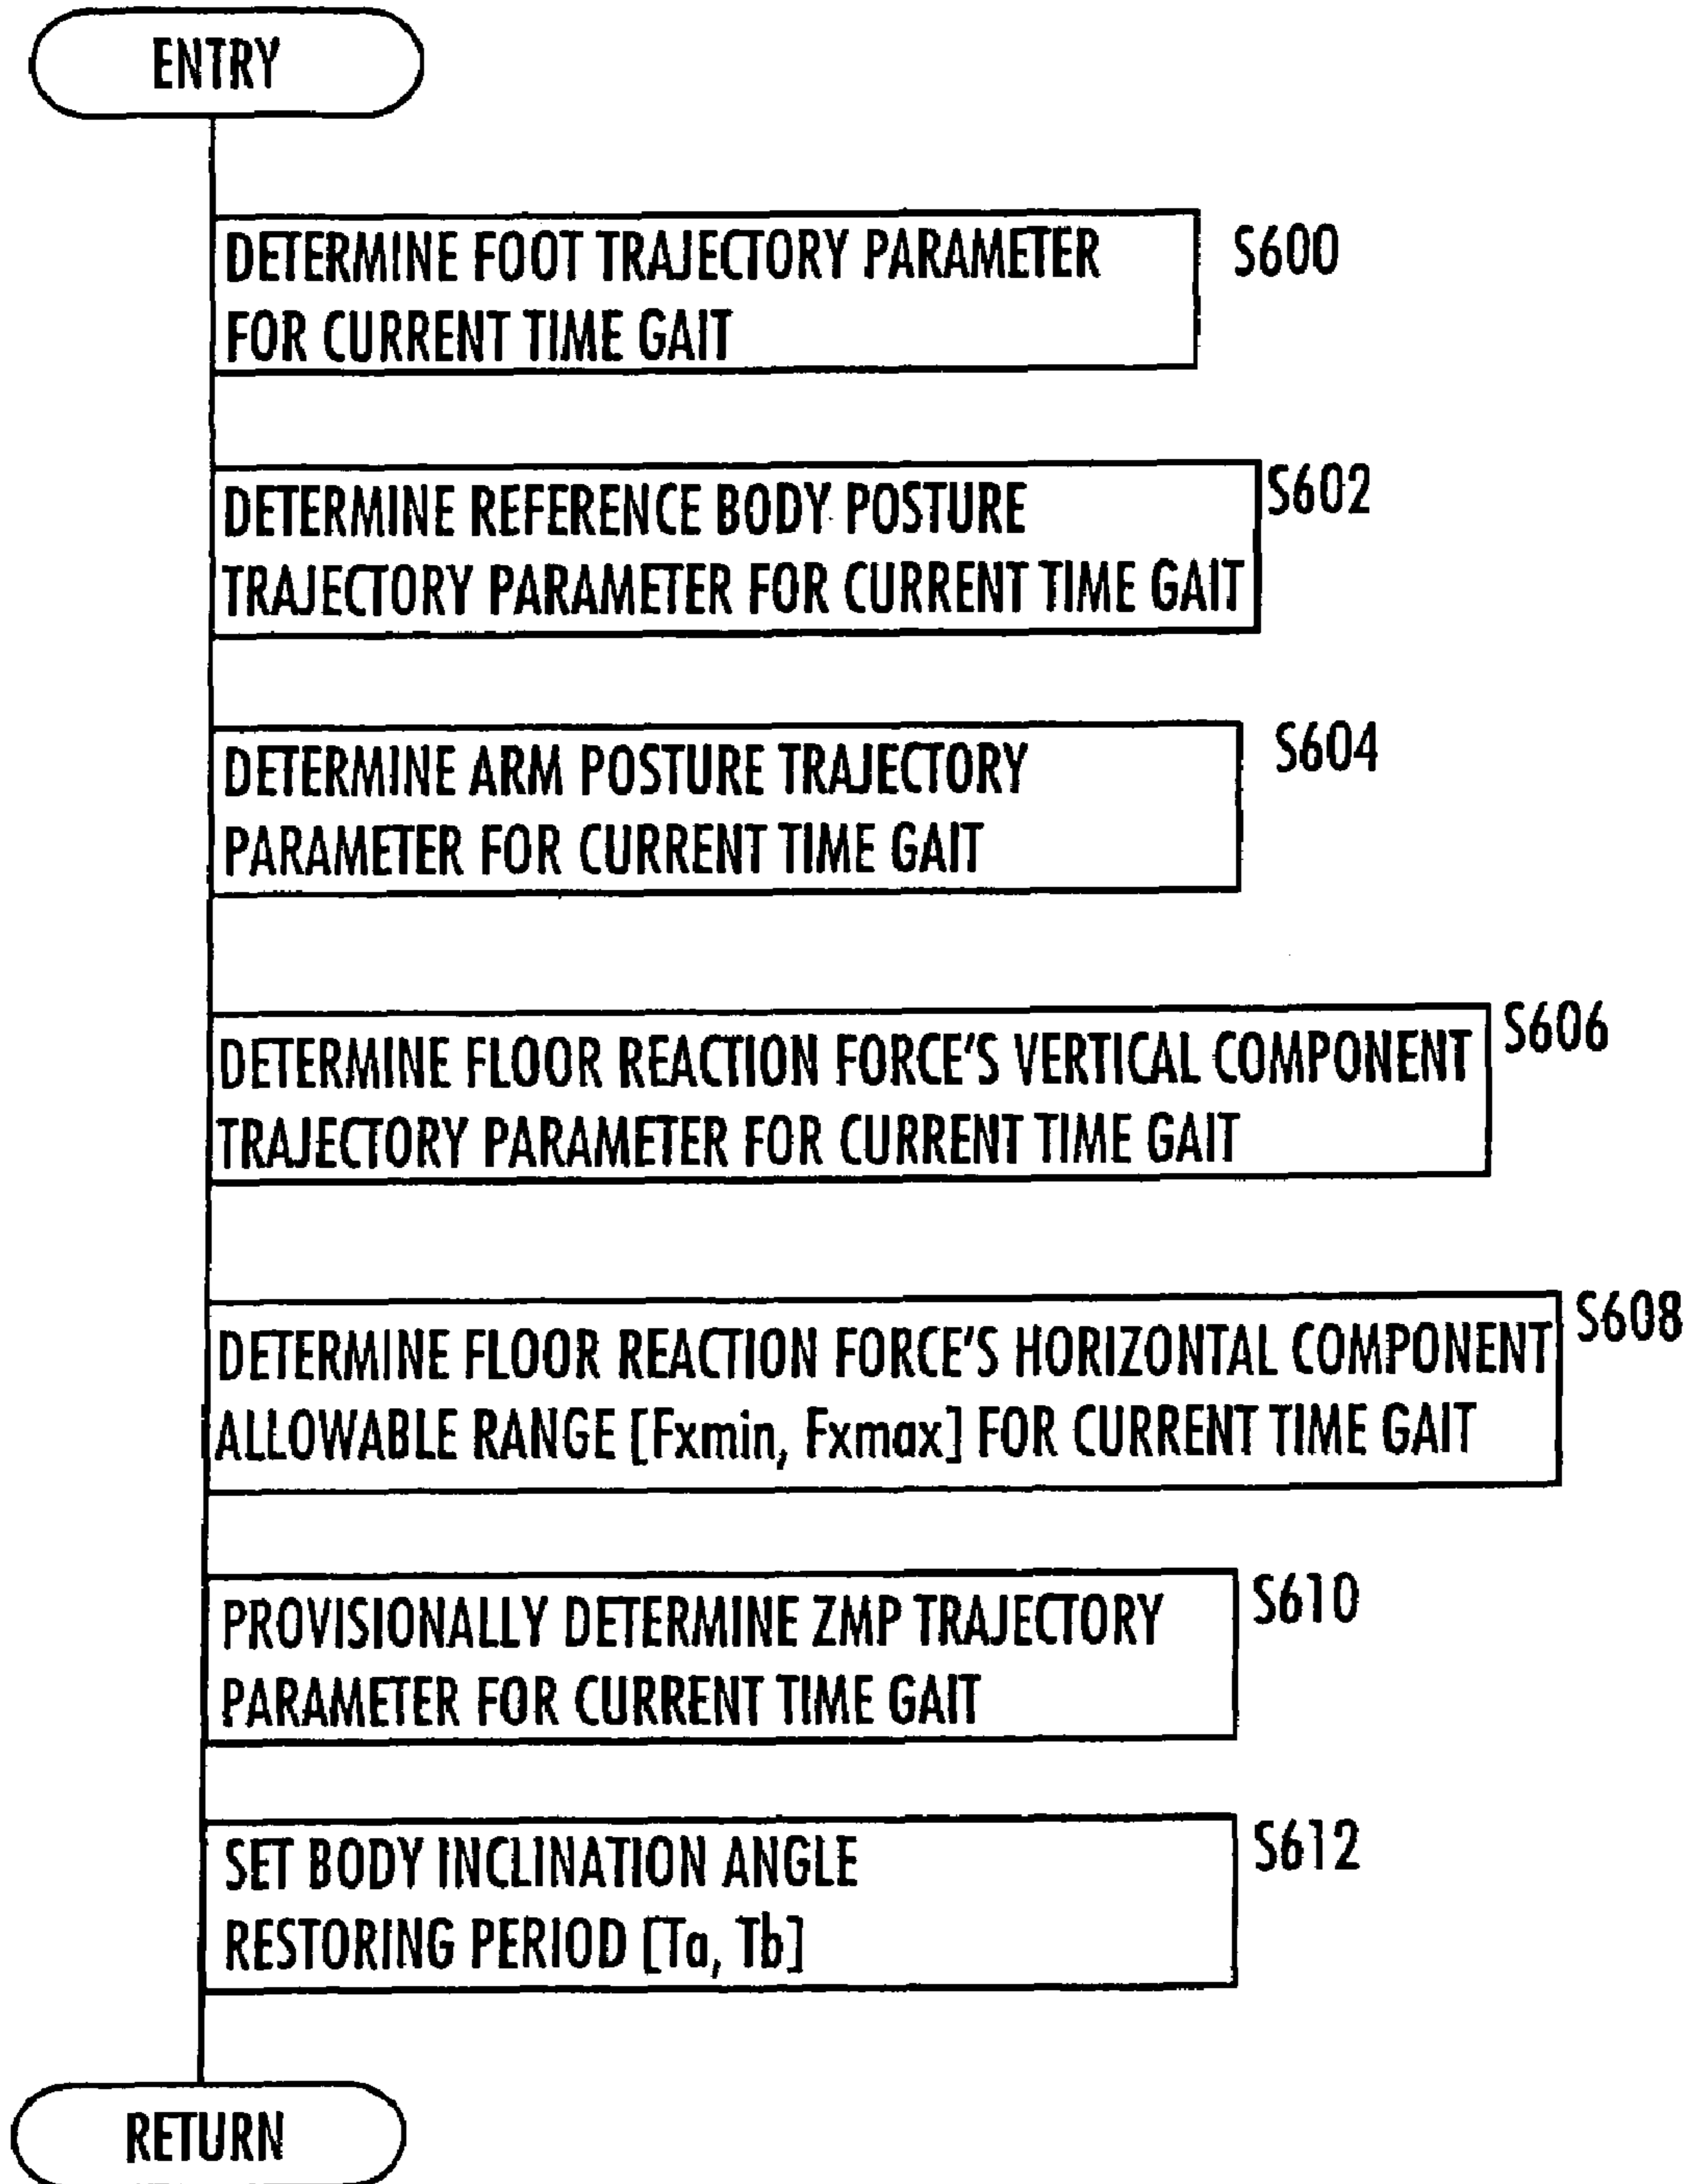 ENTRY
DETERMINE FOOT TRAJECTORY PARAMETER
FOR CURRENT TIME GAIT
S600
DETERMINE REFERENCE BODY POSTURE
TRAJECTORY PARAMETER FOR CURRENT TIME GAIT
S602
DETERMINE ARM POSTURE TRAJECTORY
PARAMETER FOR CURRENT TIME GAIT
S604
DETERMINE FLOOR REACTION FORCE'S VERTICAL COMPONENT
TRAJECTORY PARAMETER FOR CURRENT TIME GAIT
S606
DETERMINE FLOOR REACTION FORCE'S HORIZONTAL COMPONENT
ALLOWABLE RANGE [Fxmin, Fxmax] FOR CURRENT TIME GAIT
S608
PROVISIONALLY DETERMINE ZMP TRAJECTORY
PARAMETER FOR CURRENT TIME GAIT
S610
SET BODY INCLINATION ANGLE
RESTORING PERIOD [Ta, Tb]
S612
RETURN